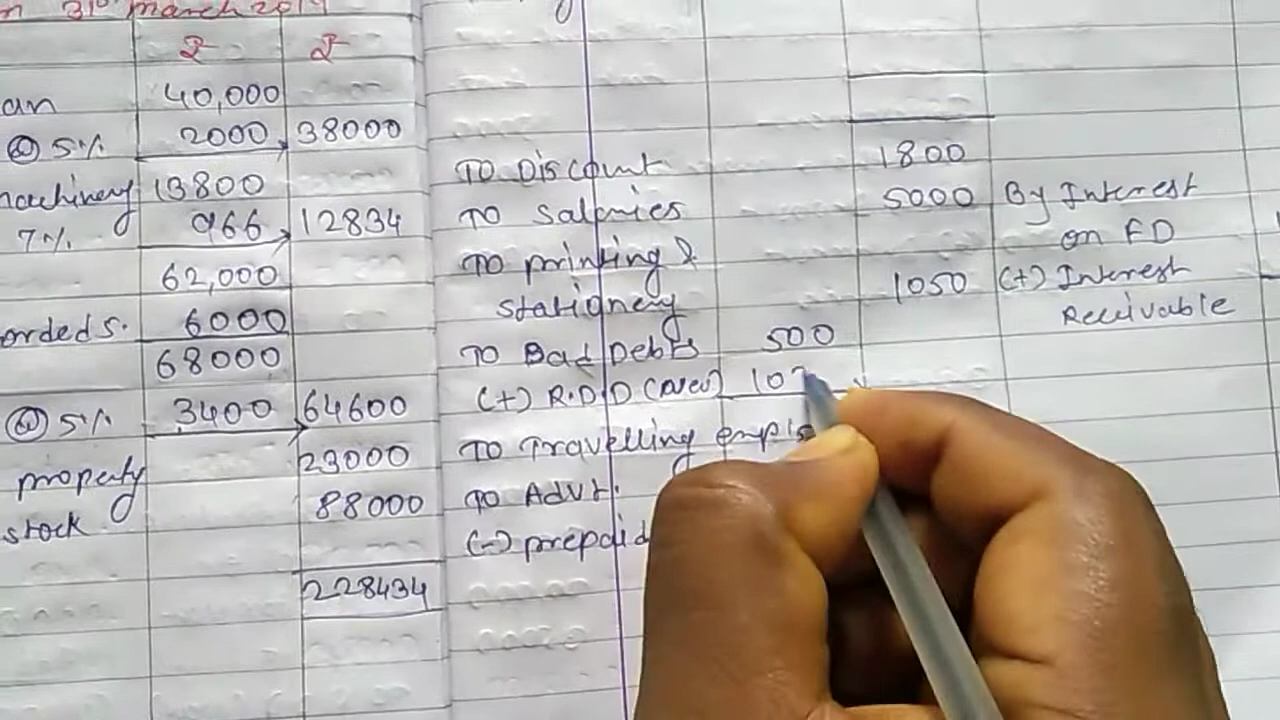 31st march 2019
₹ ₹
an 40,000
@ 5% 2000 38000
machinery 13800
7% 966 12834
62,000
6000
68000
@ 5% 3400 64600
property 23000
stock 88000
228434
TO Discount 1800
TO salaries 5000 By Interest
on FD
TO printing &
stationery 1050 (+) Interest
Receivable
TO Bad Debts 500
(+) R.D.D (New) 10
TO Travelling
TO Advt.
(-) prepaid